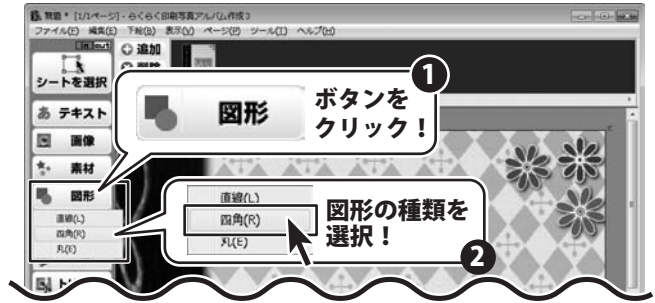 無題 * [1/1ページ] - らくらく印刷写真アルバム作成3
ファイル(F) 編集(E) 下絵(B) 表示(V) ページ(P) ツール(T) ヘルプ(H)
in out
追加
シートを選択
テキスト
画像
素材
図形
直線(L)
四角(R)
丸(E)
1
図形
ボタンを
クリック!
直線(L)
四角(R)
丸(E)
図形の種類を
選択!
2